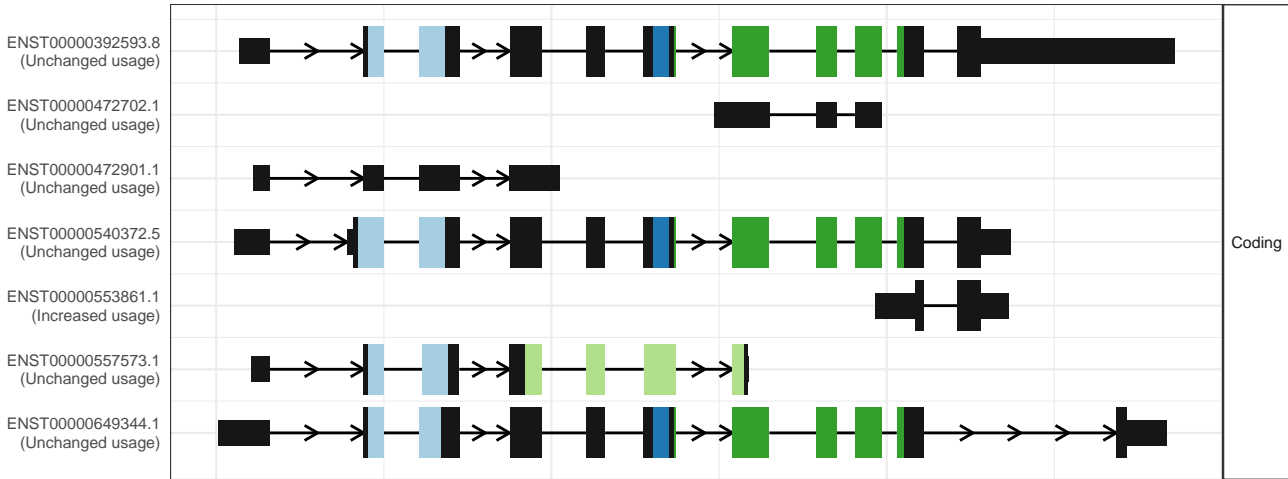 ENST00000392593.8
(Unchanged usage)
ENST00000472702.1
(Unchanged usage)
ENST00000472901.1
(Unchanged usage)
ENST00000540372.5
(Unchanged usage)
Coding
ENST00000553861.1
(Increased usage)
ENST00000557573.1
(Unchanged usage)
ENST00000649344.1
(Unchanged usage)